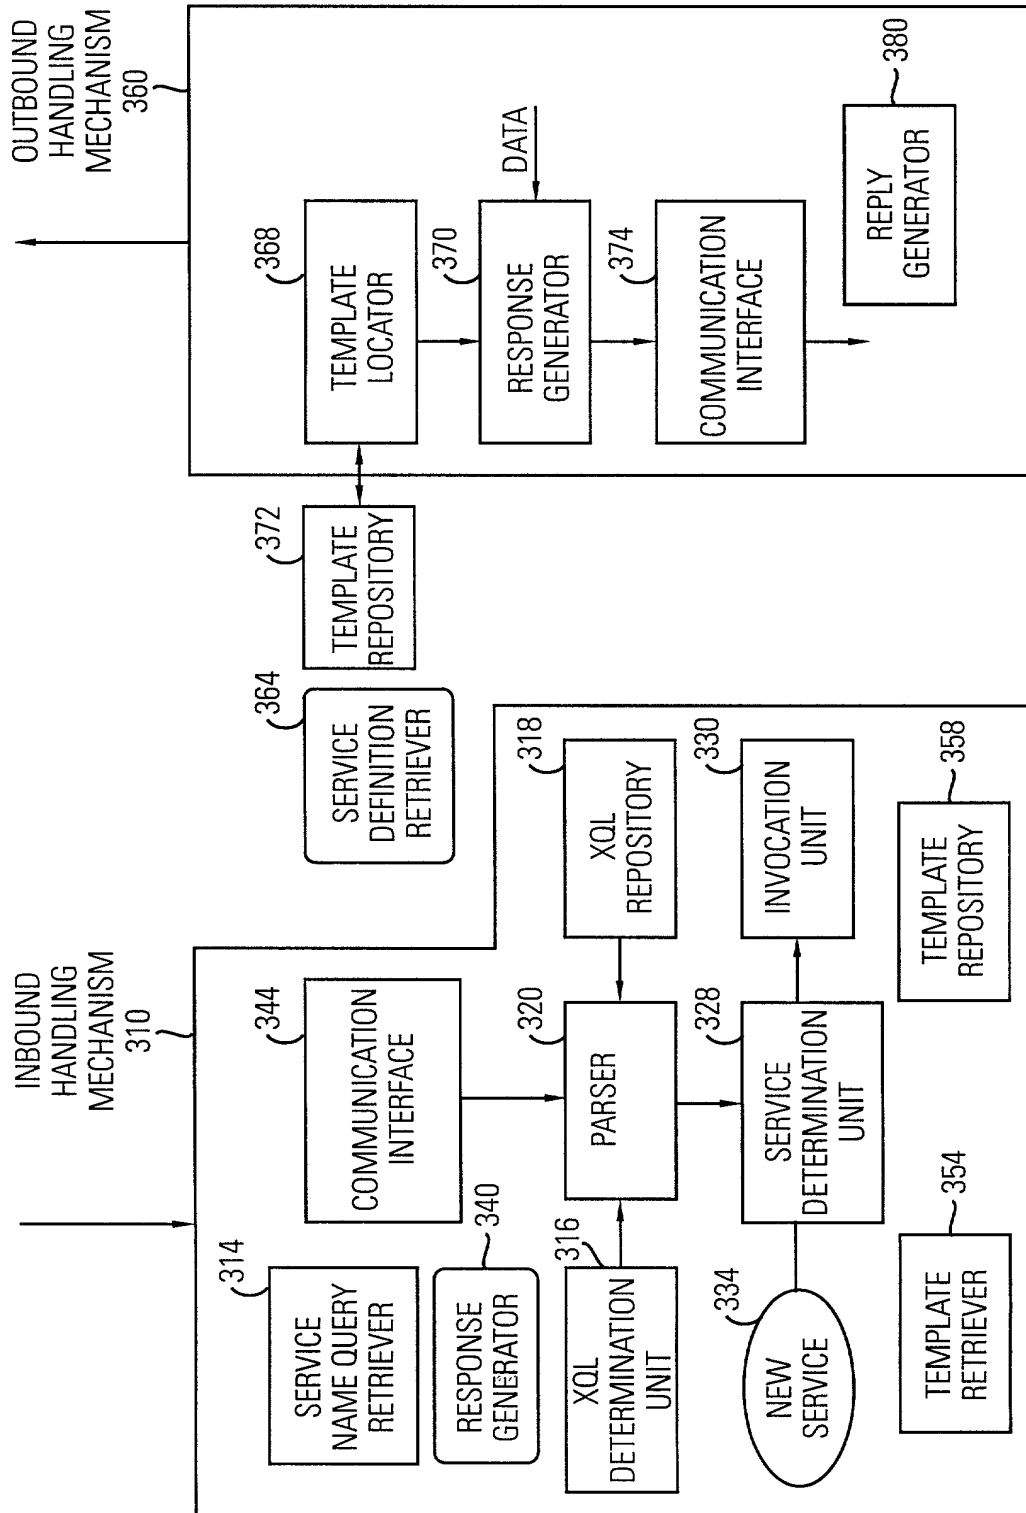 INBOUND
HANDLING
MECHANISM
310
314
SERVICE
NAME QUERY
RETRIEVER
344
COMMUNICATION
INTERFACE
340
RESPONSE
GENERATOR
316
XQL
DETERMINATION
UNIT
320
PARSER
318
XQL
REPOSITORY
334
NEW
SERVICE
328
SERVICE
DETERMINATION
UNIT
330
INVOCATION
UNIT
354
TEMPLATE
RETRIEVER
358
TEMPLATE
REPOSITORY
364
SERVICE
DEFINITION
RETRIEVER
372
TEMPLATE
REPOSITORY
OUTBOUND
HANDLING
MECHANISM
360
368
TEMPLATE
LOCATOR
370
RESPONSE
GENERATOR
DATA
374
COMMUNICATION
INTERFACE
380
REPLY
GENERATOR